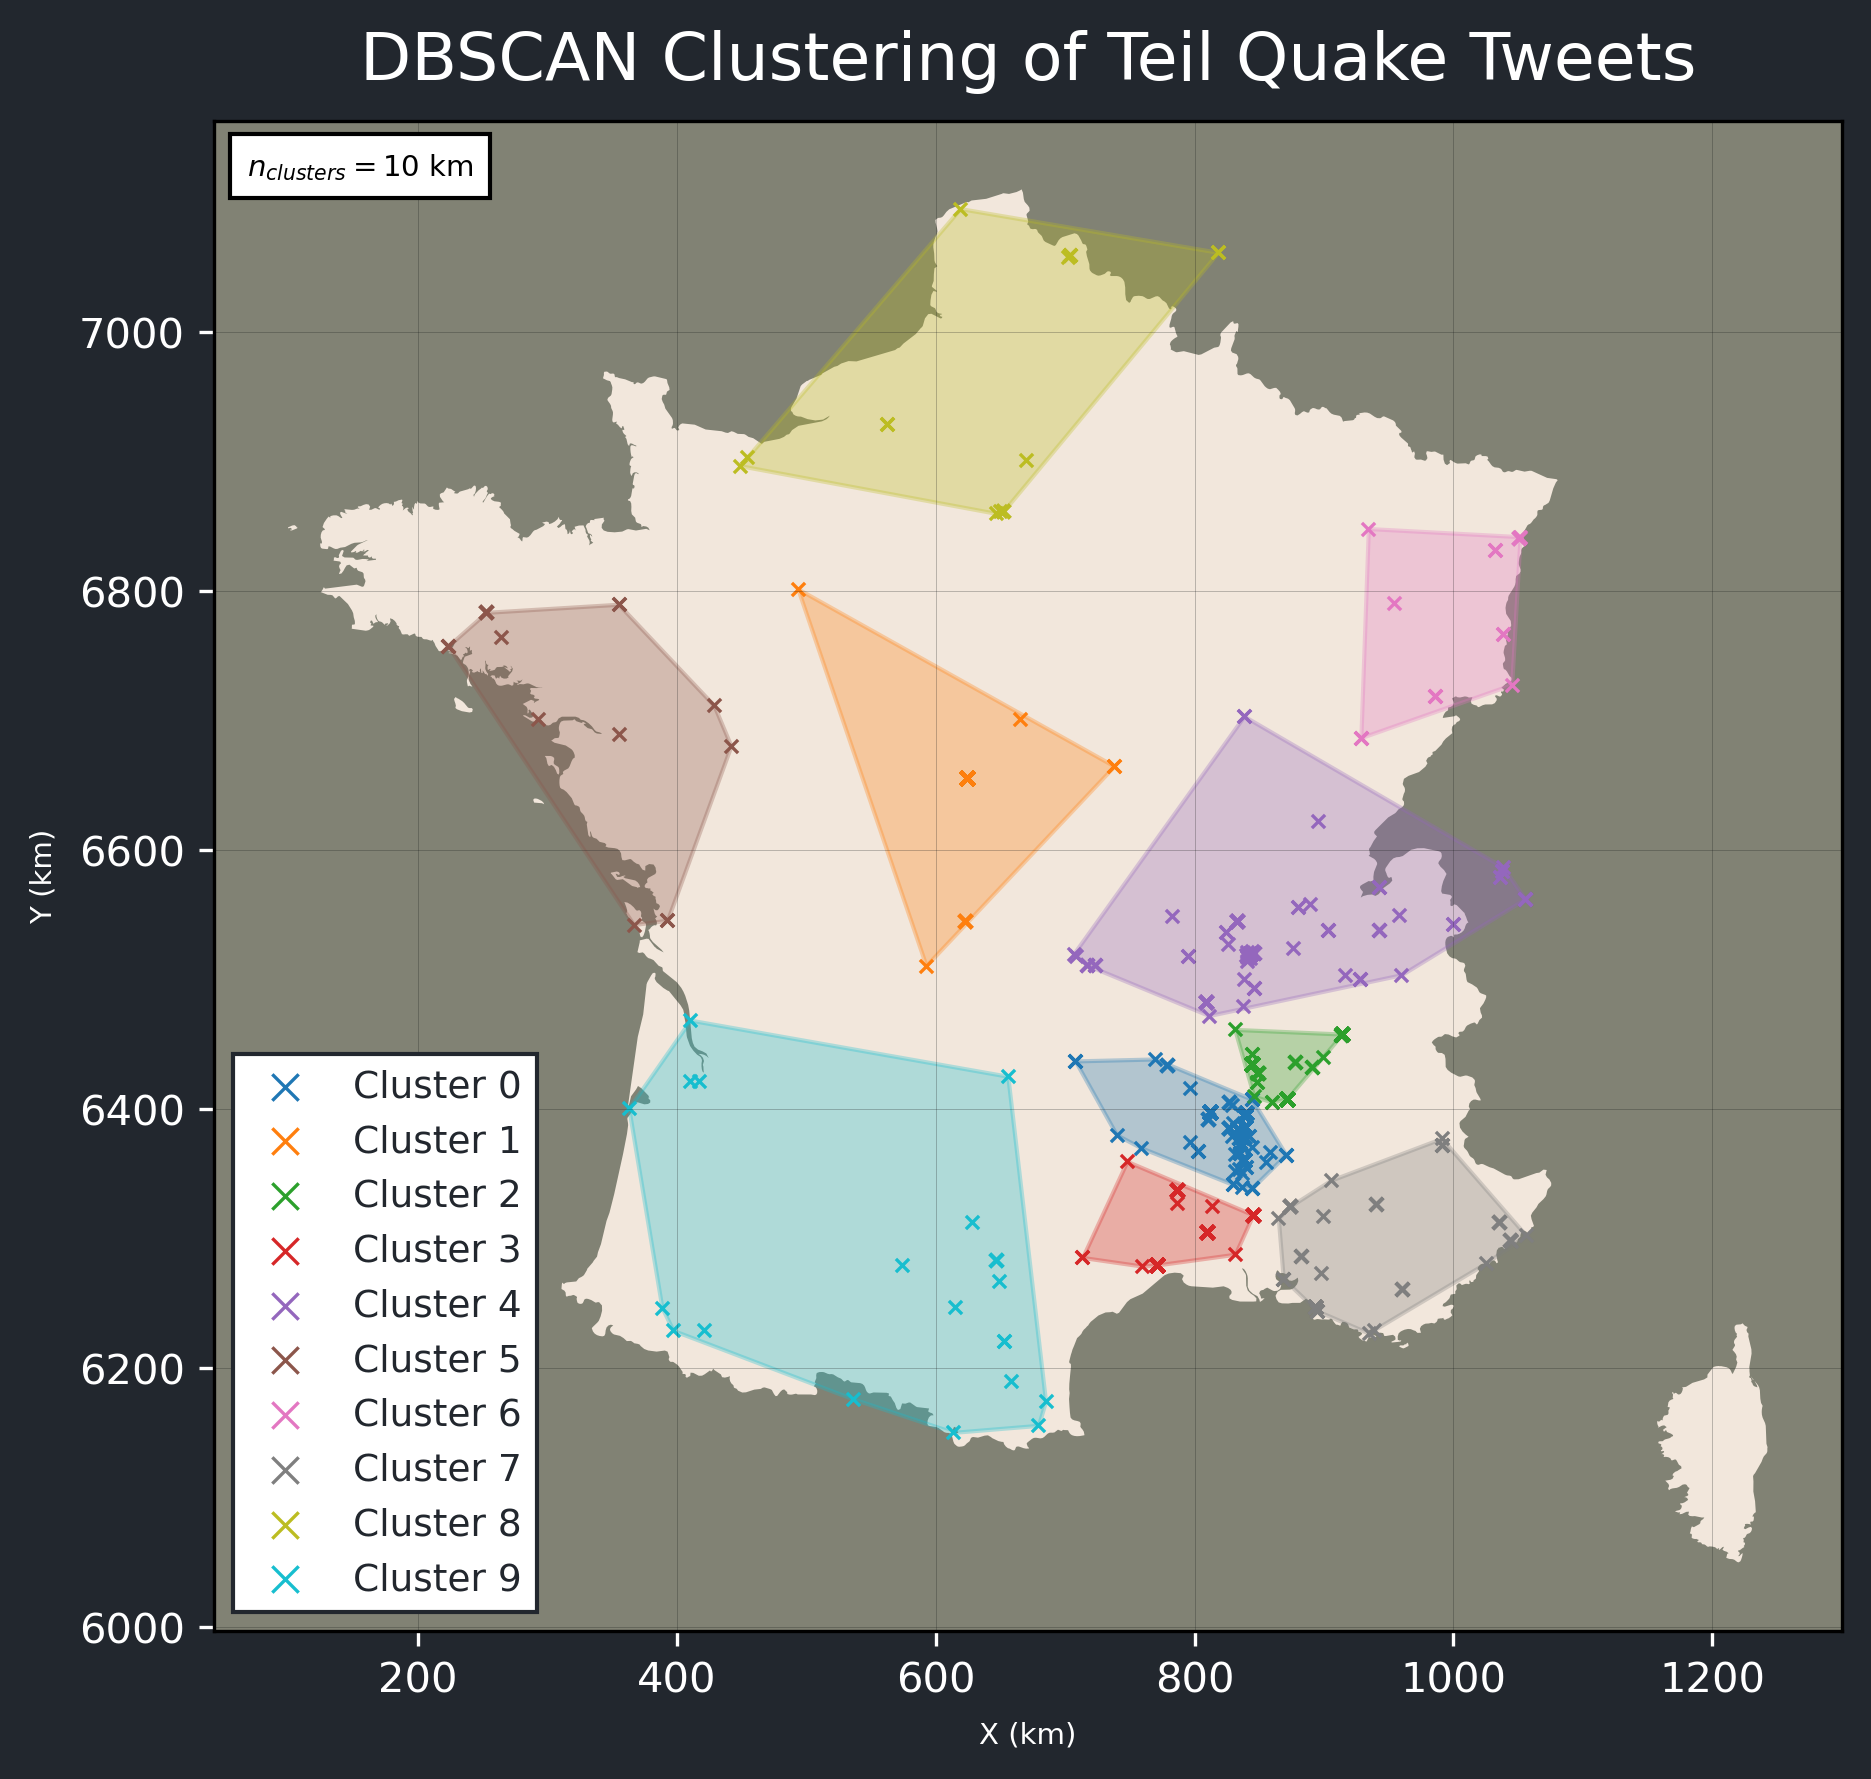 DBSCAN Clustering of Teil Quake Tweets
n_clusters = 10 km
7000
6800
6600
6400
6200
6000
Y (km)
Cluster 0
Cluster 1
Cluster 2
Cluster 3
Cluster 4
Cluster 5
Cluster 6
Cluster 7
Cluster 8
Cluster 9
200 400 600 800 1000 1200
X (km)